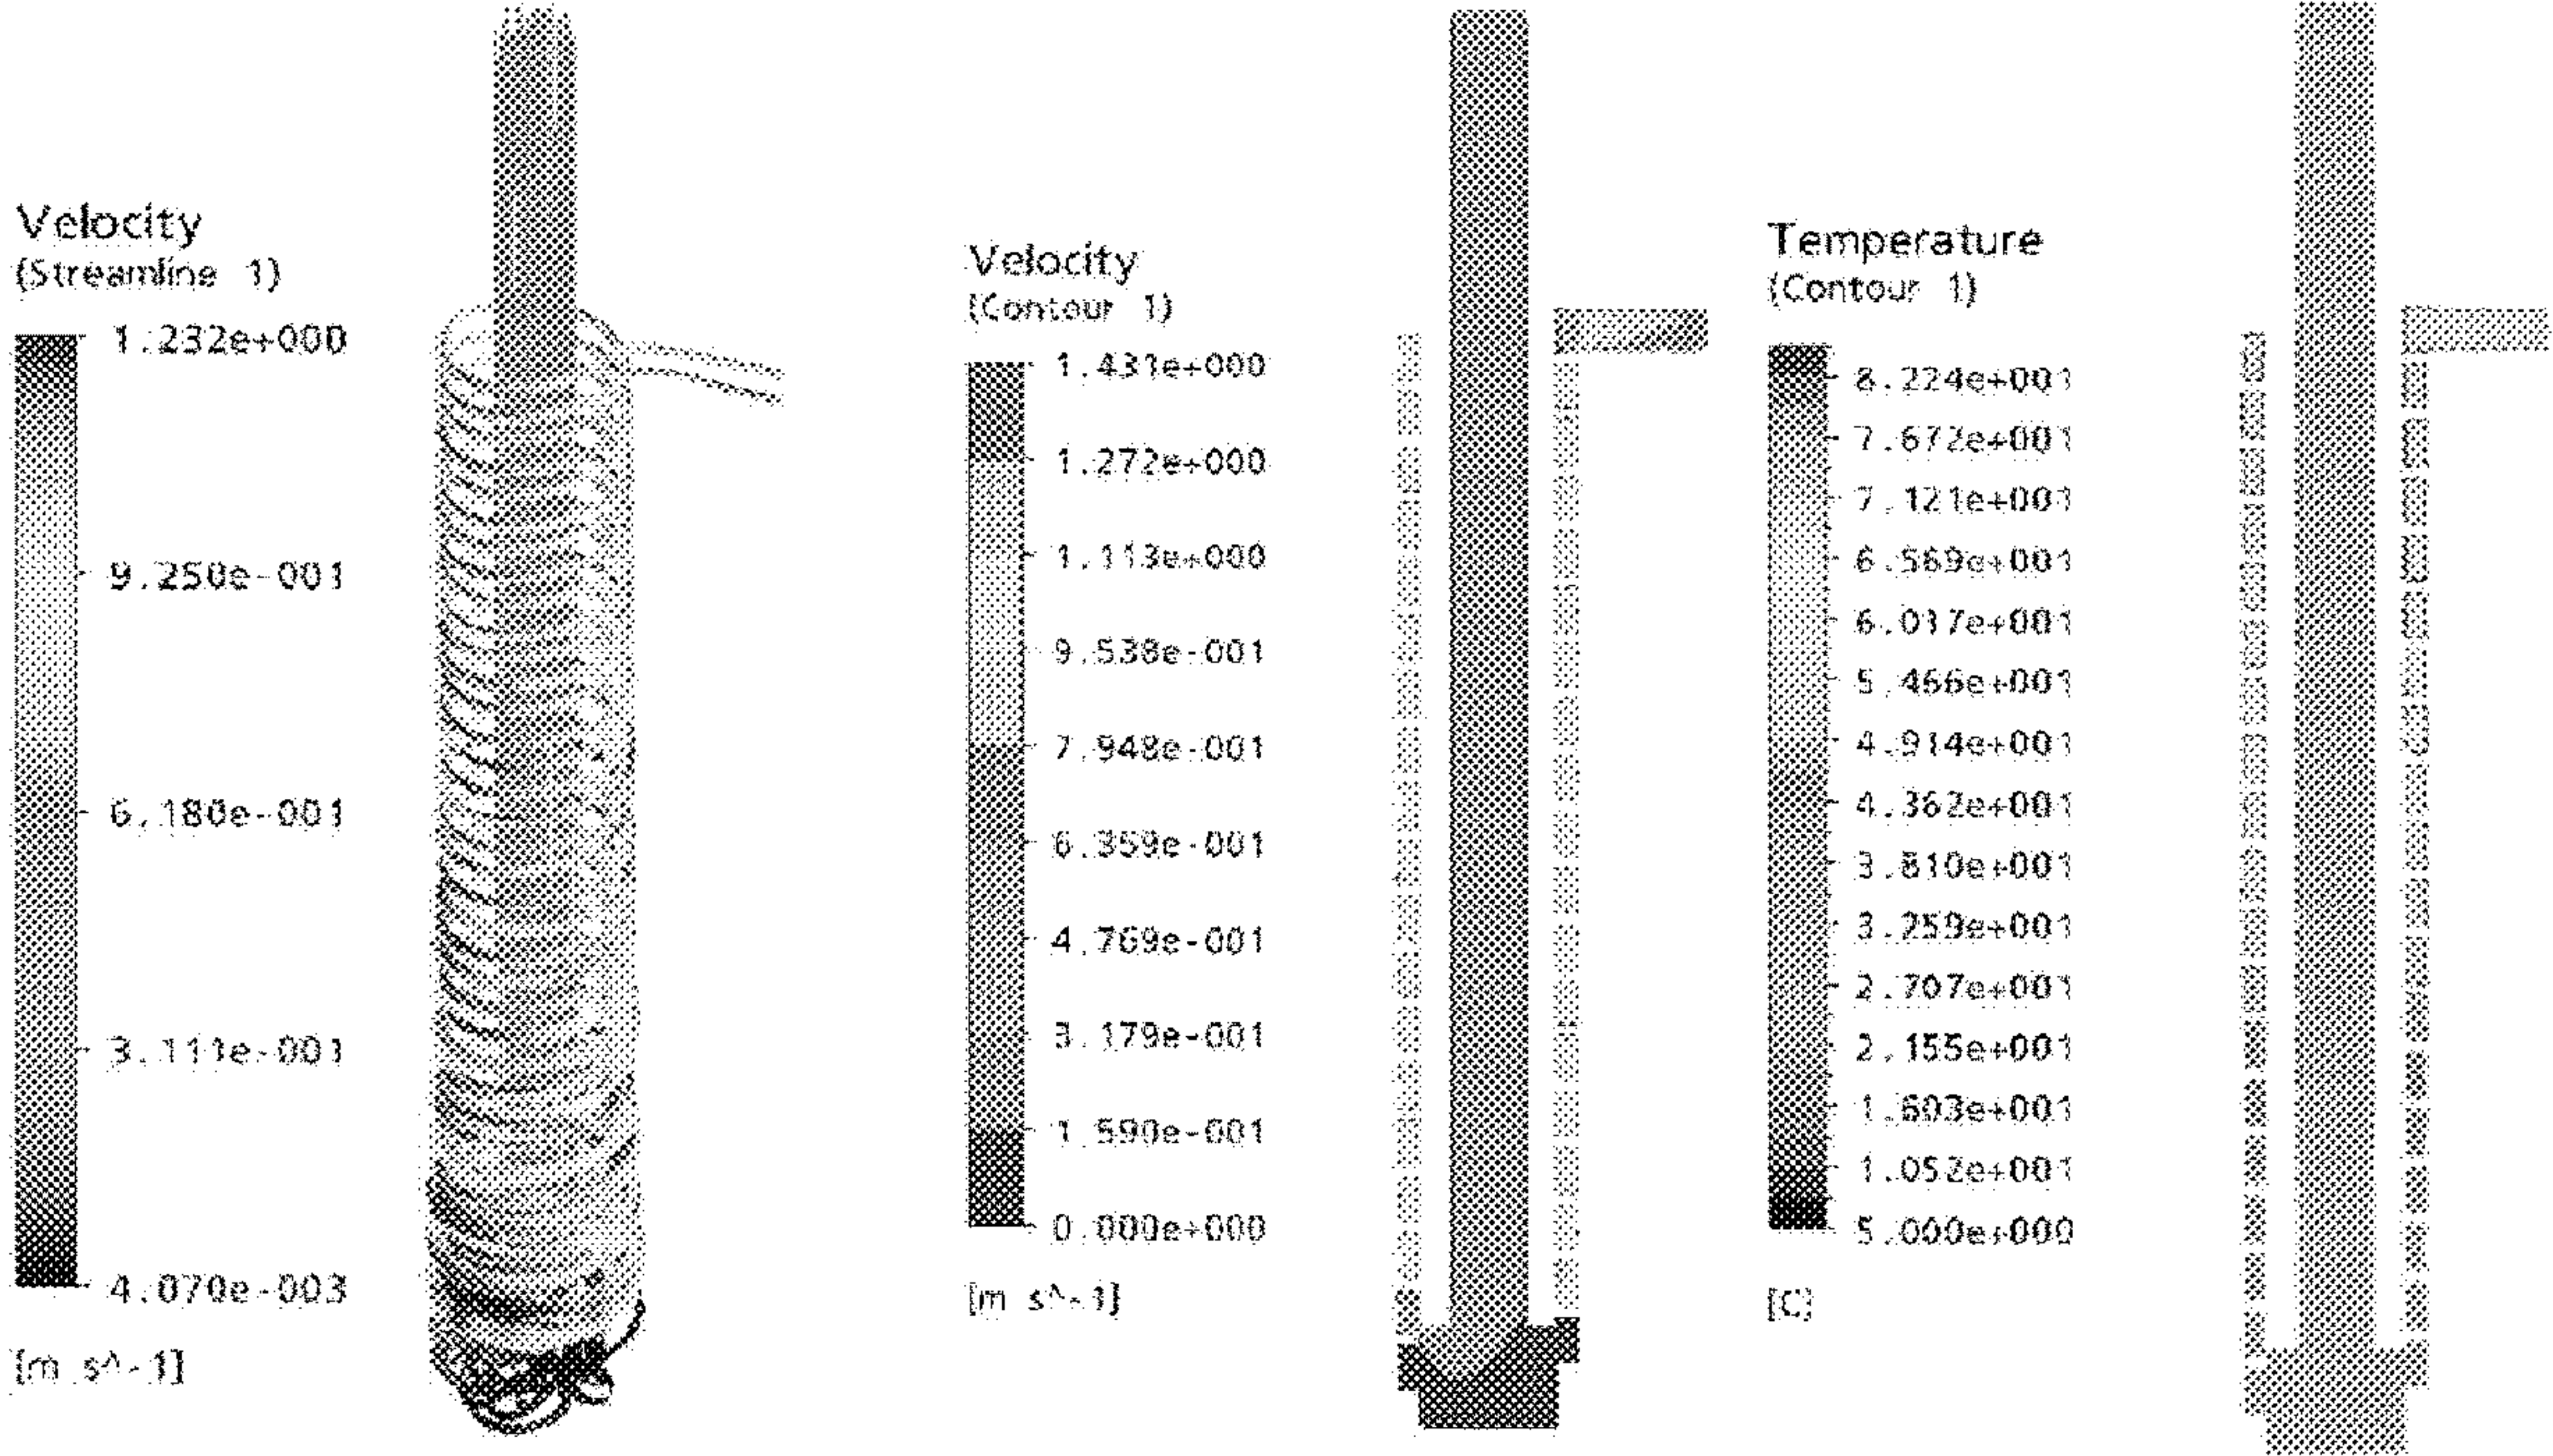 Velocity
(Streamline 1)
1.232e+000
9.250e-001
6.180e-001
3.111e-001
4.070e-003
[m s^-1]
Velocity
(Contour 1)
1.431e+000
1.272e+000
1.113e+000
9.538e-001
7.948e-001
6.359e-001
4.769e-001
3.179e-001
1.590e-001
0.000e+000
[m s^-1]
Temperature
(Contour 1)
8.224e+001
7.672e+001
7.121e+001
6.569e+001
6.017e+001
5.466e+001
4.914e+001
4.362e+001
3.810e+001
3.259e+001
2.707e+001
2.155e+001
1.603e+001
1.052e+001
5.000e+000
[C]